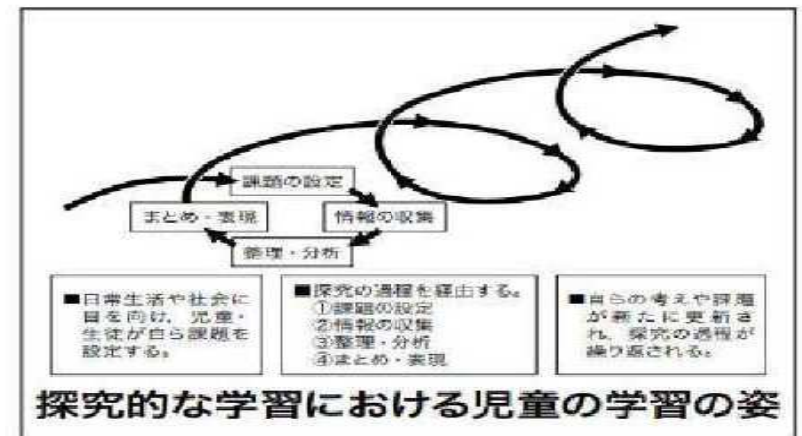 課題の設定
まとめ・表現
情報の収集
整理・分析
■日常生活や社会に
目を向け、児童・
生徒が自ら課題を
設定する。
■探究の過程を経由する。
①課題の設定
②情報の収集
③整理・分析
④まとめ・表現
■自らの考えや課題
が新たに更新さ
れ、探究の過程が
繰り返される。
探究的な学習における児童の学習の姿